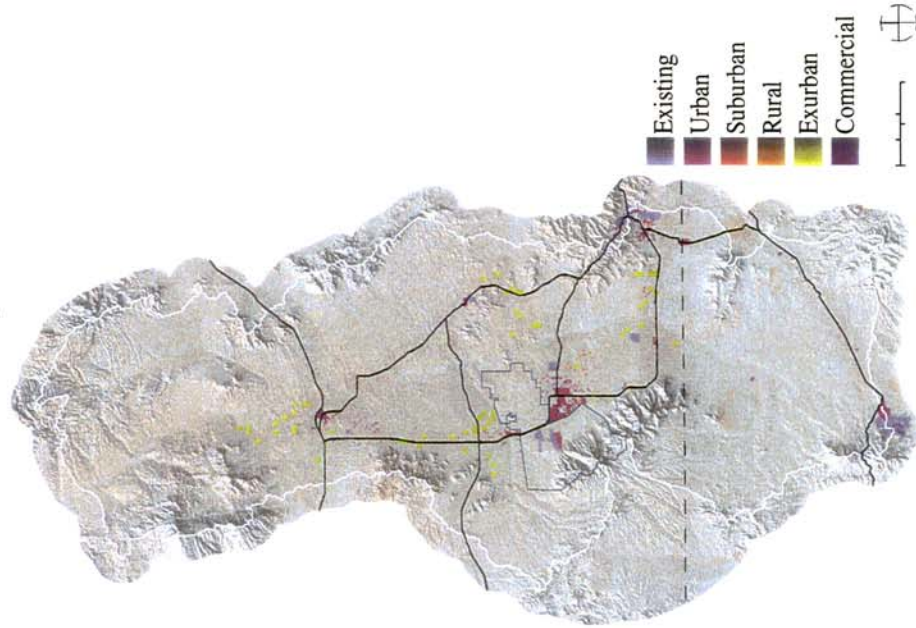 Existing
Urban
Suburban
Rural
Exurban
Commercial